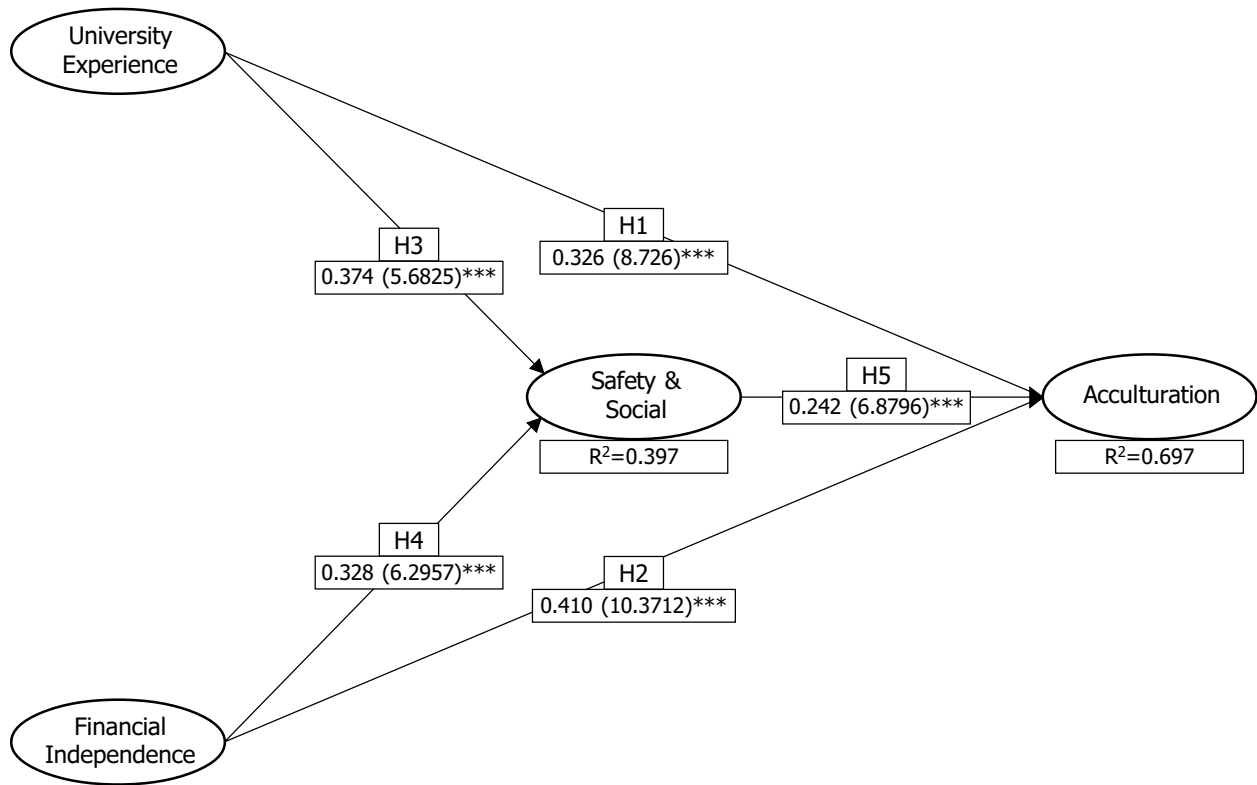 University
Experience
H1
0.326 (8.726)***
H3
0.374 (5.6825)***
Safety &
Social
R²=0.397
H5
0.242 (6.8796)***
Acculturation
R²=0.697
H4
0.328 (6.2957)***
H2
0.410 (10.3712)***
Financial
Independence